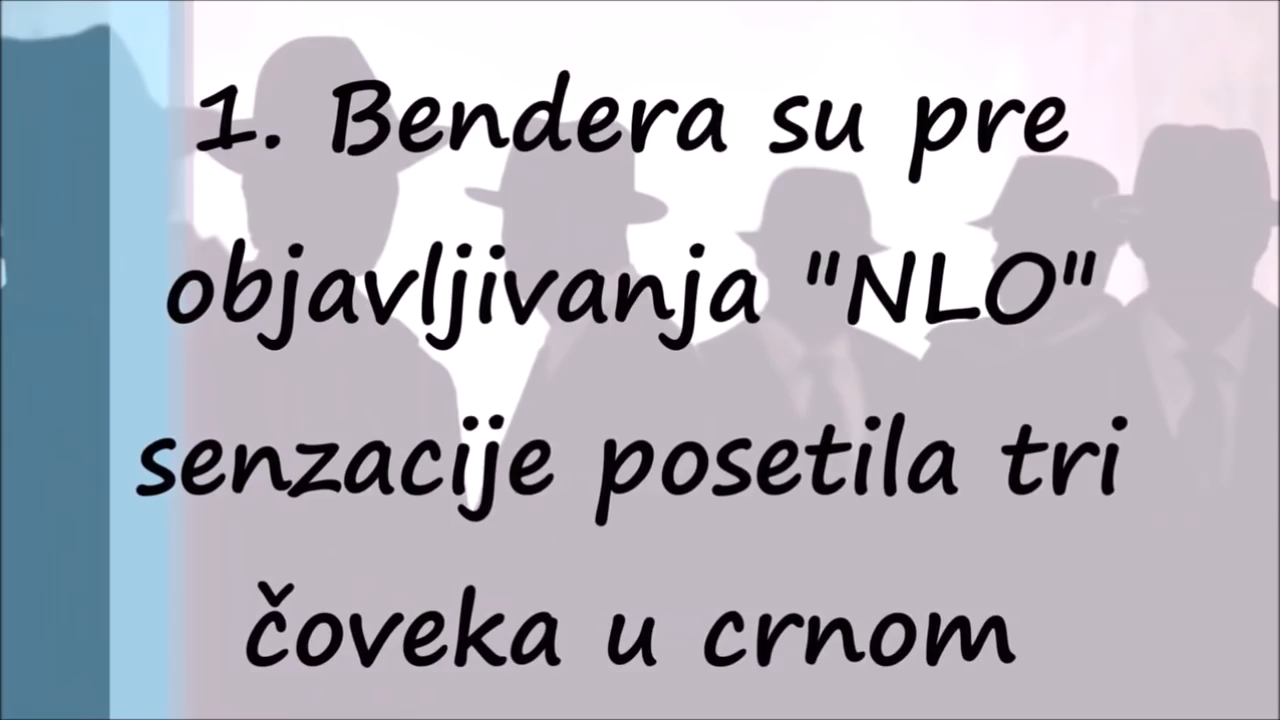 1. Bendera su pre
objavljivanja "NLO"
senzacije posetila tri
čoveka u crnom